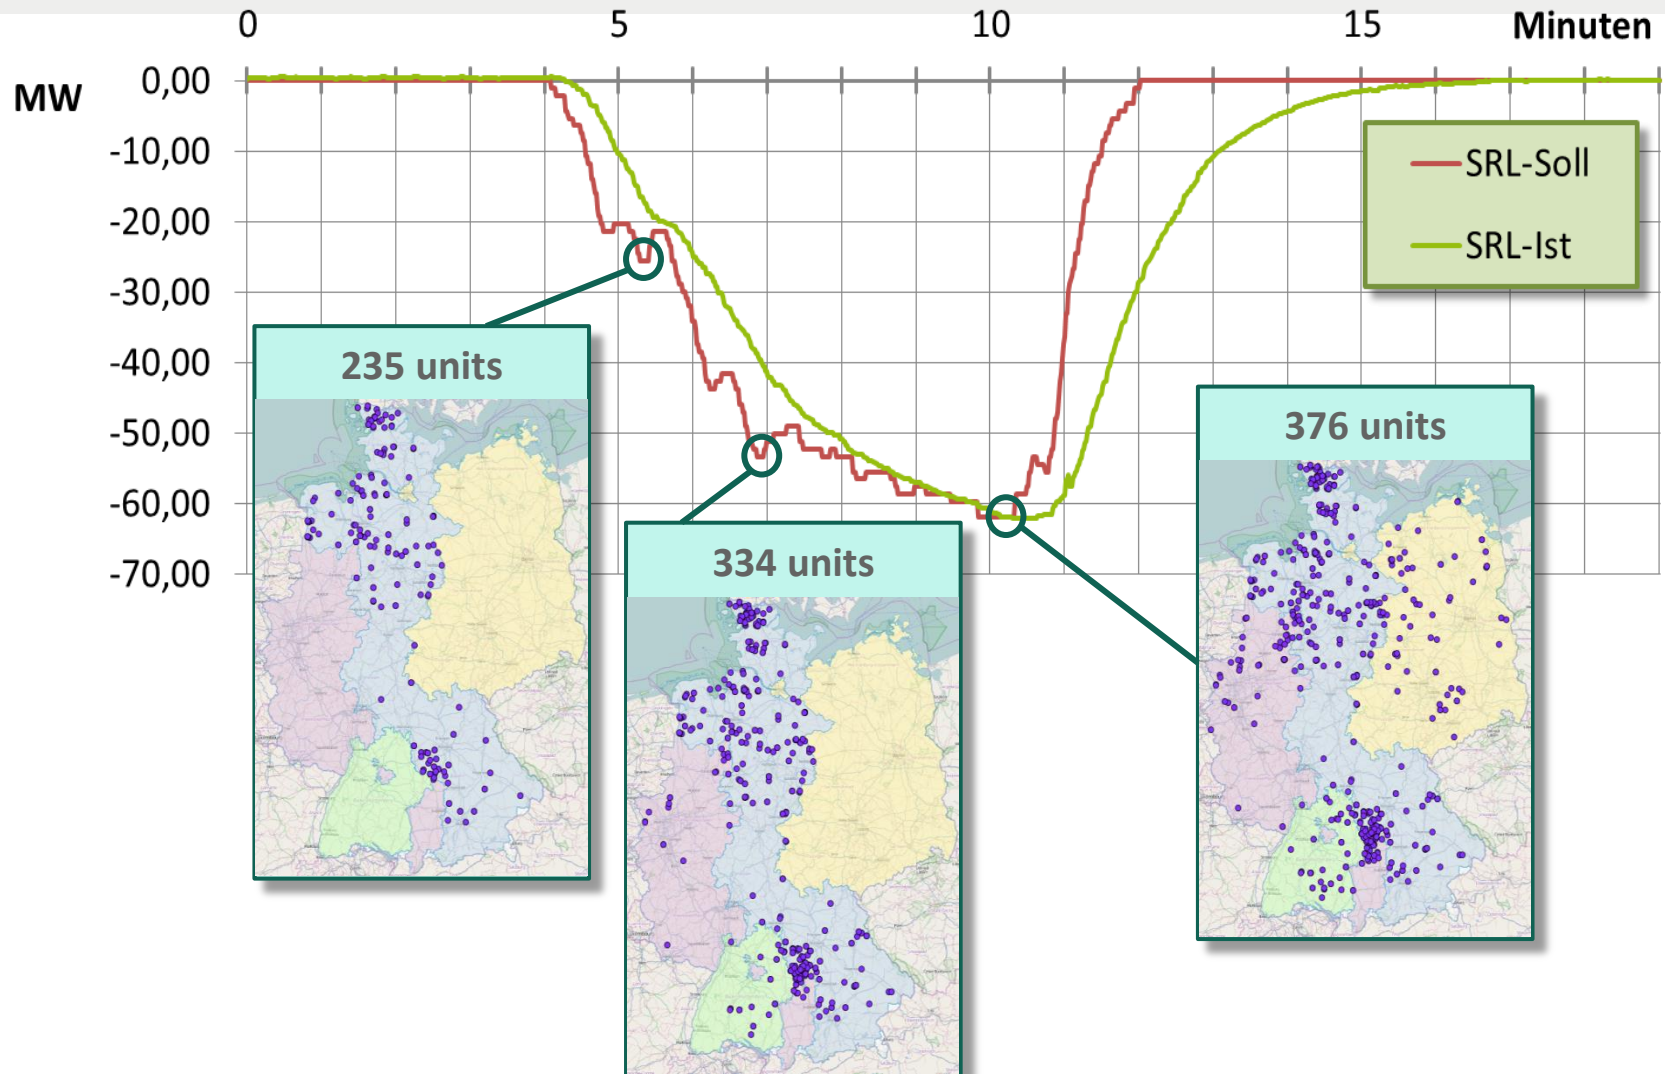 0 5 10 15 Minuten
MW
0,00
-10,00
-20,00
-30,00
-40,00
-50,00
-60,00
-70,00
SRL-Soll
SRL-Ist
235 units
334 units
376 units